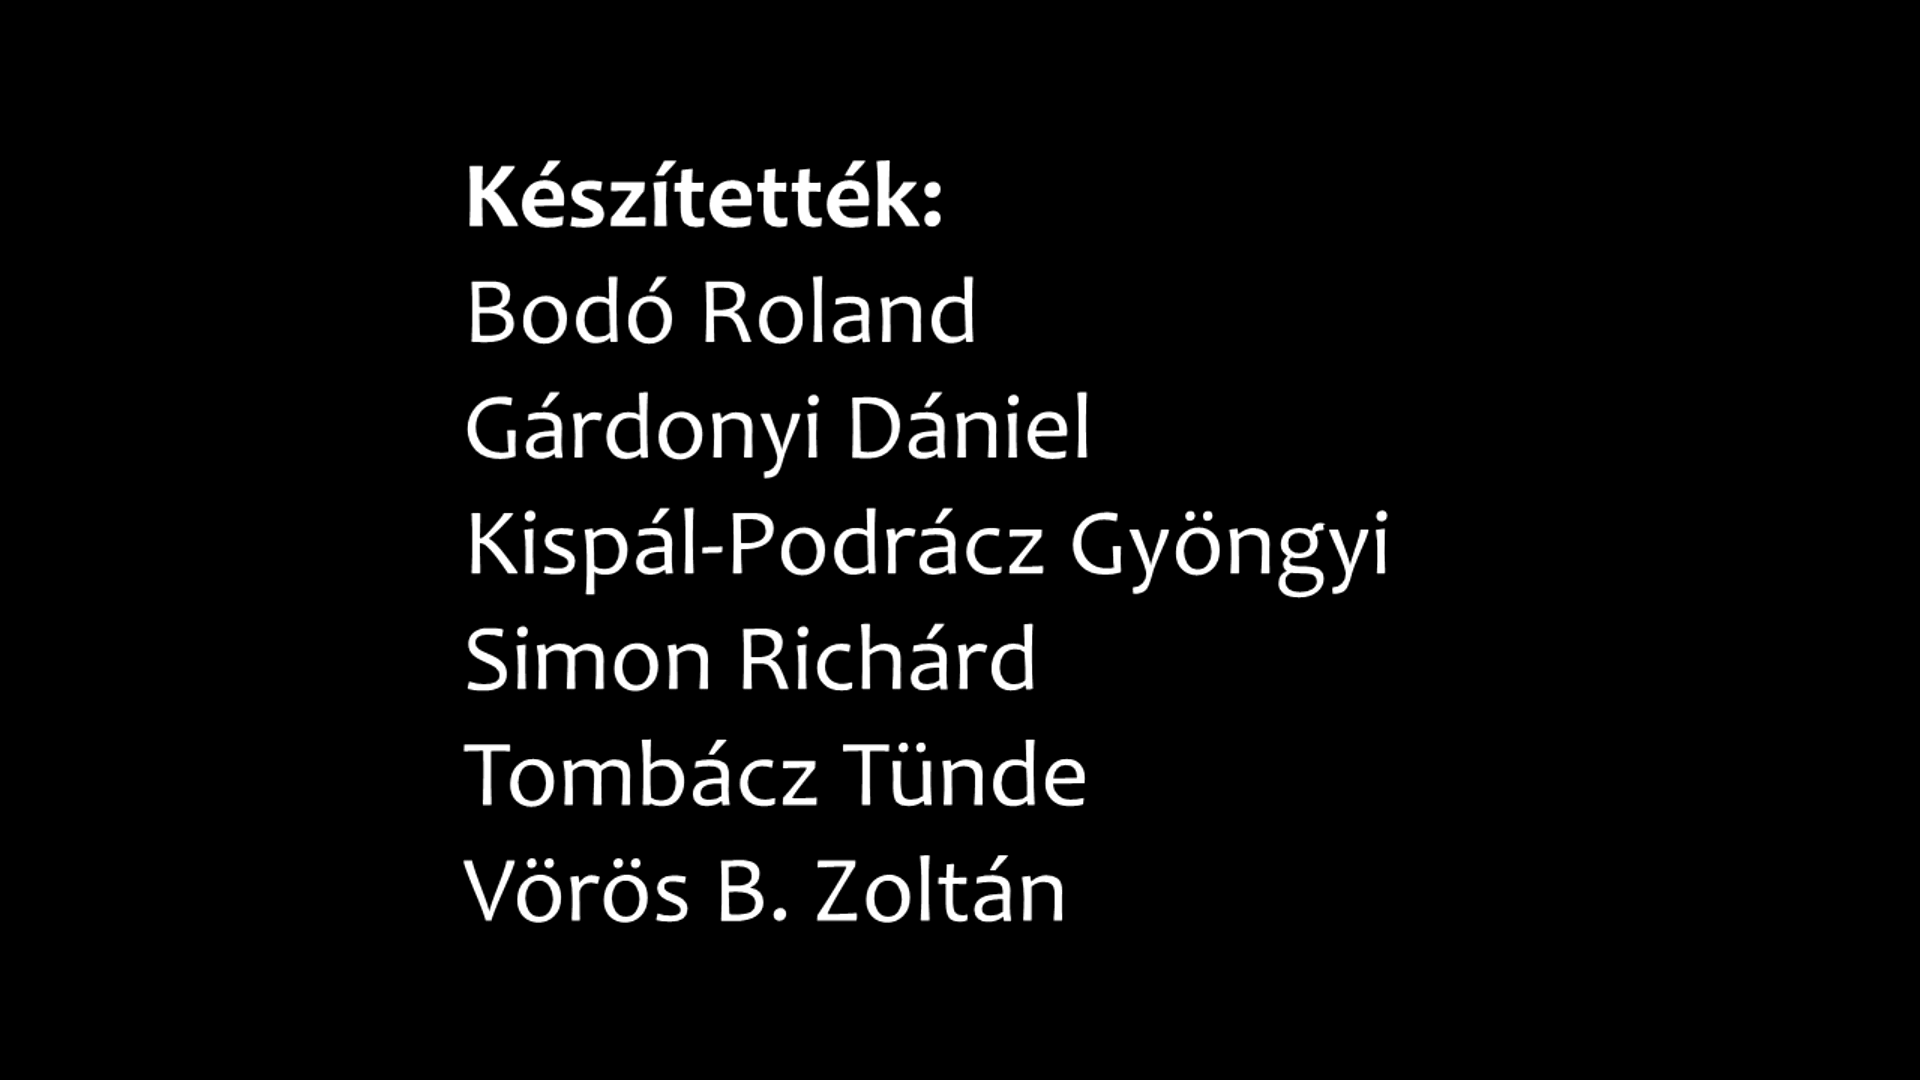 Készítették:
Bodó Roland
Gárdonyi Dániel
Kispál-Podrácz Gyöngyi
Simon Richárd
Tombácz Tünde
Vörös B. Zoltán